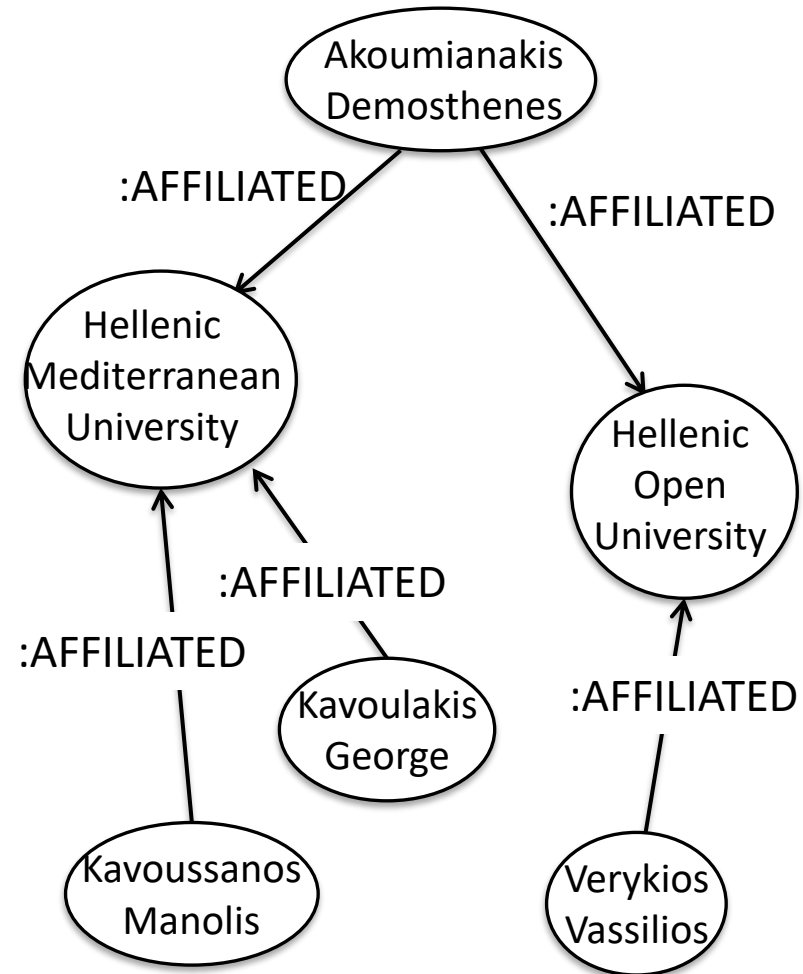 Akoumianakis
Demosthenes
:AFFILIATED
:AFFILIATED
Hellenic
Mediterranean
University
Hellenic
Open
University
:AFFILIATED
:AFFILIATED
Kavoulakis
George
:AFFILIATED
Kavoussanos
Manolis
Verykios
Vassilios